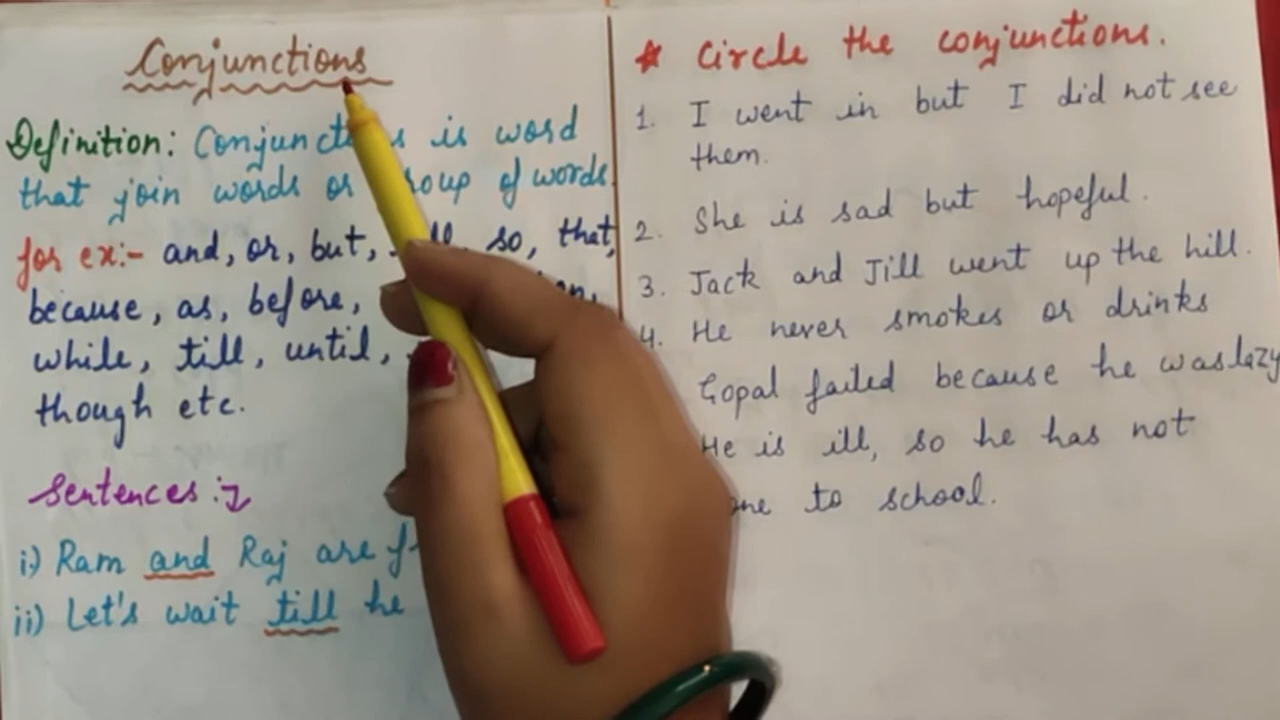 Conjunctions
Definition: is word
that join words or of words
for ex:- and, or, but, so, that,
because, as, before,
while, till, until,
though etc.
Sentences :-
i) Ram and Raj are
ii) Let's wait till he
* Circle the conjunctions.
1. I went in but I did not see
them.
2. She is sad but hopeful.
3. Jack and Jill went up the hill.
4. He never smokes or drinks
Gopal failed because he was lazy
He is ill, so he has not
to school.